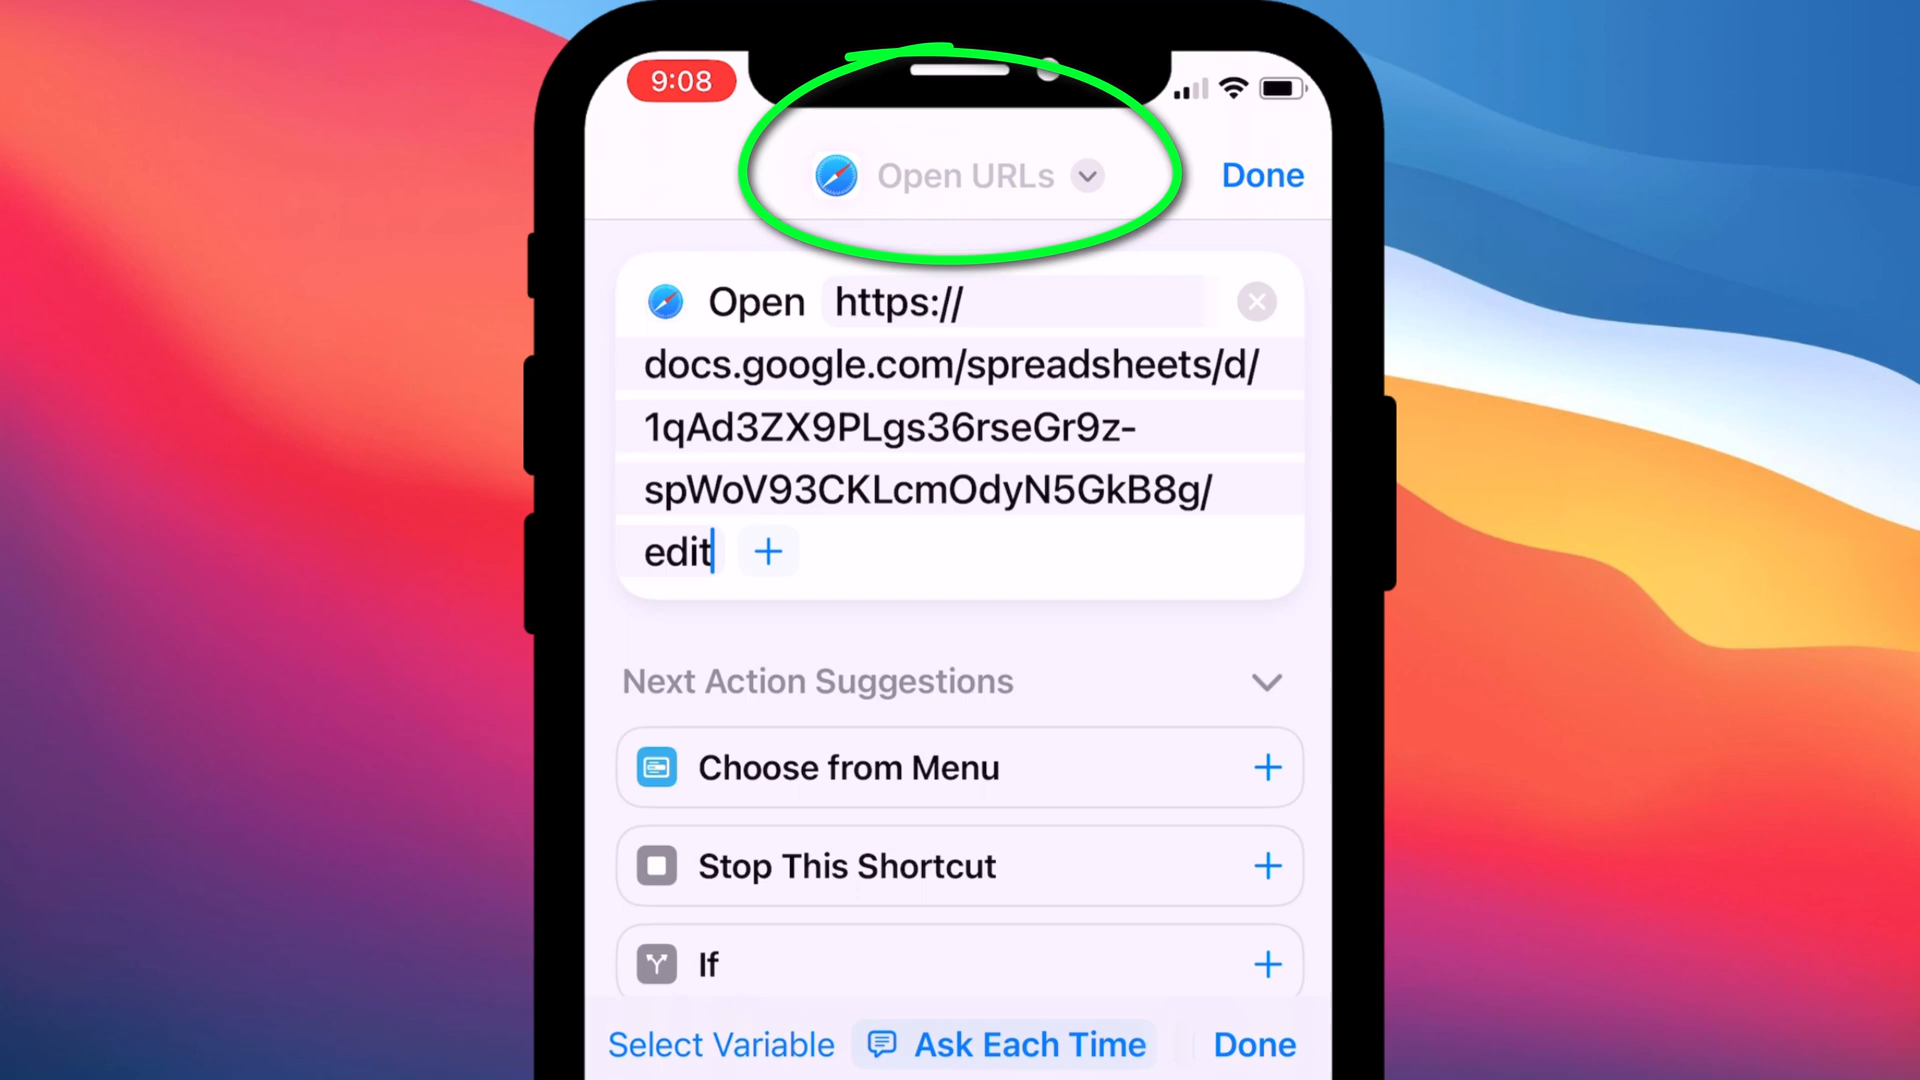 9:08
Open URLs
Done
Open https://
docs.google.com/spreadsheets/d/
1qAd3ZX9PLgs36rseGr9z-
spWoV93CKLcmOdyN5GkB8g/
edit
Next Action Suggestions
Choose from Menu
Stop This Shortcut
If
Select Variable Ask Each Time Done